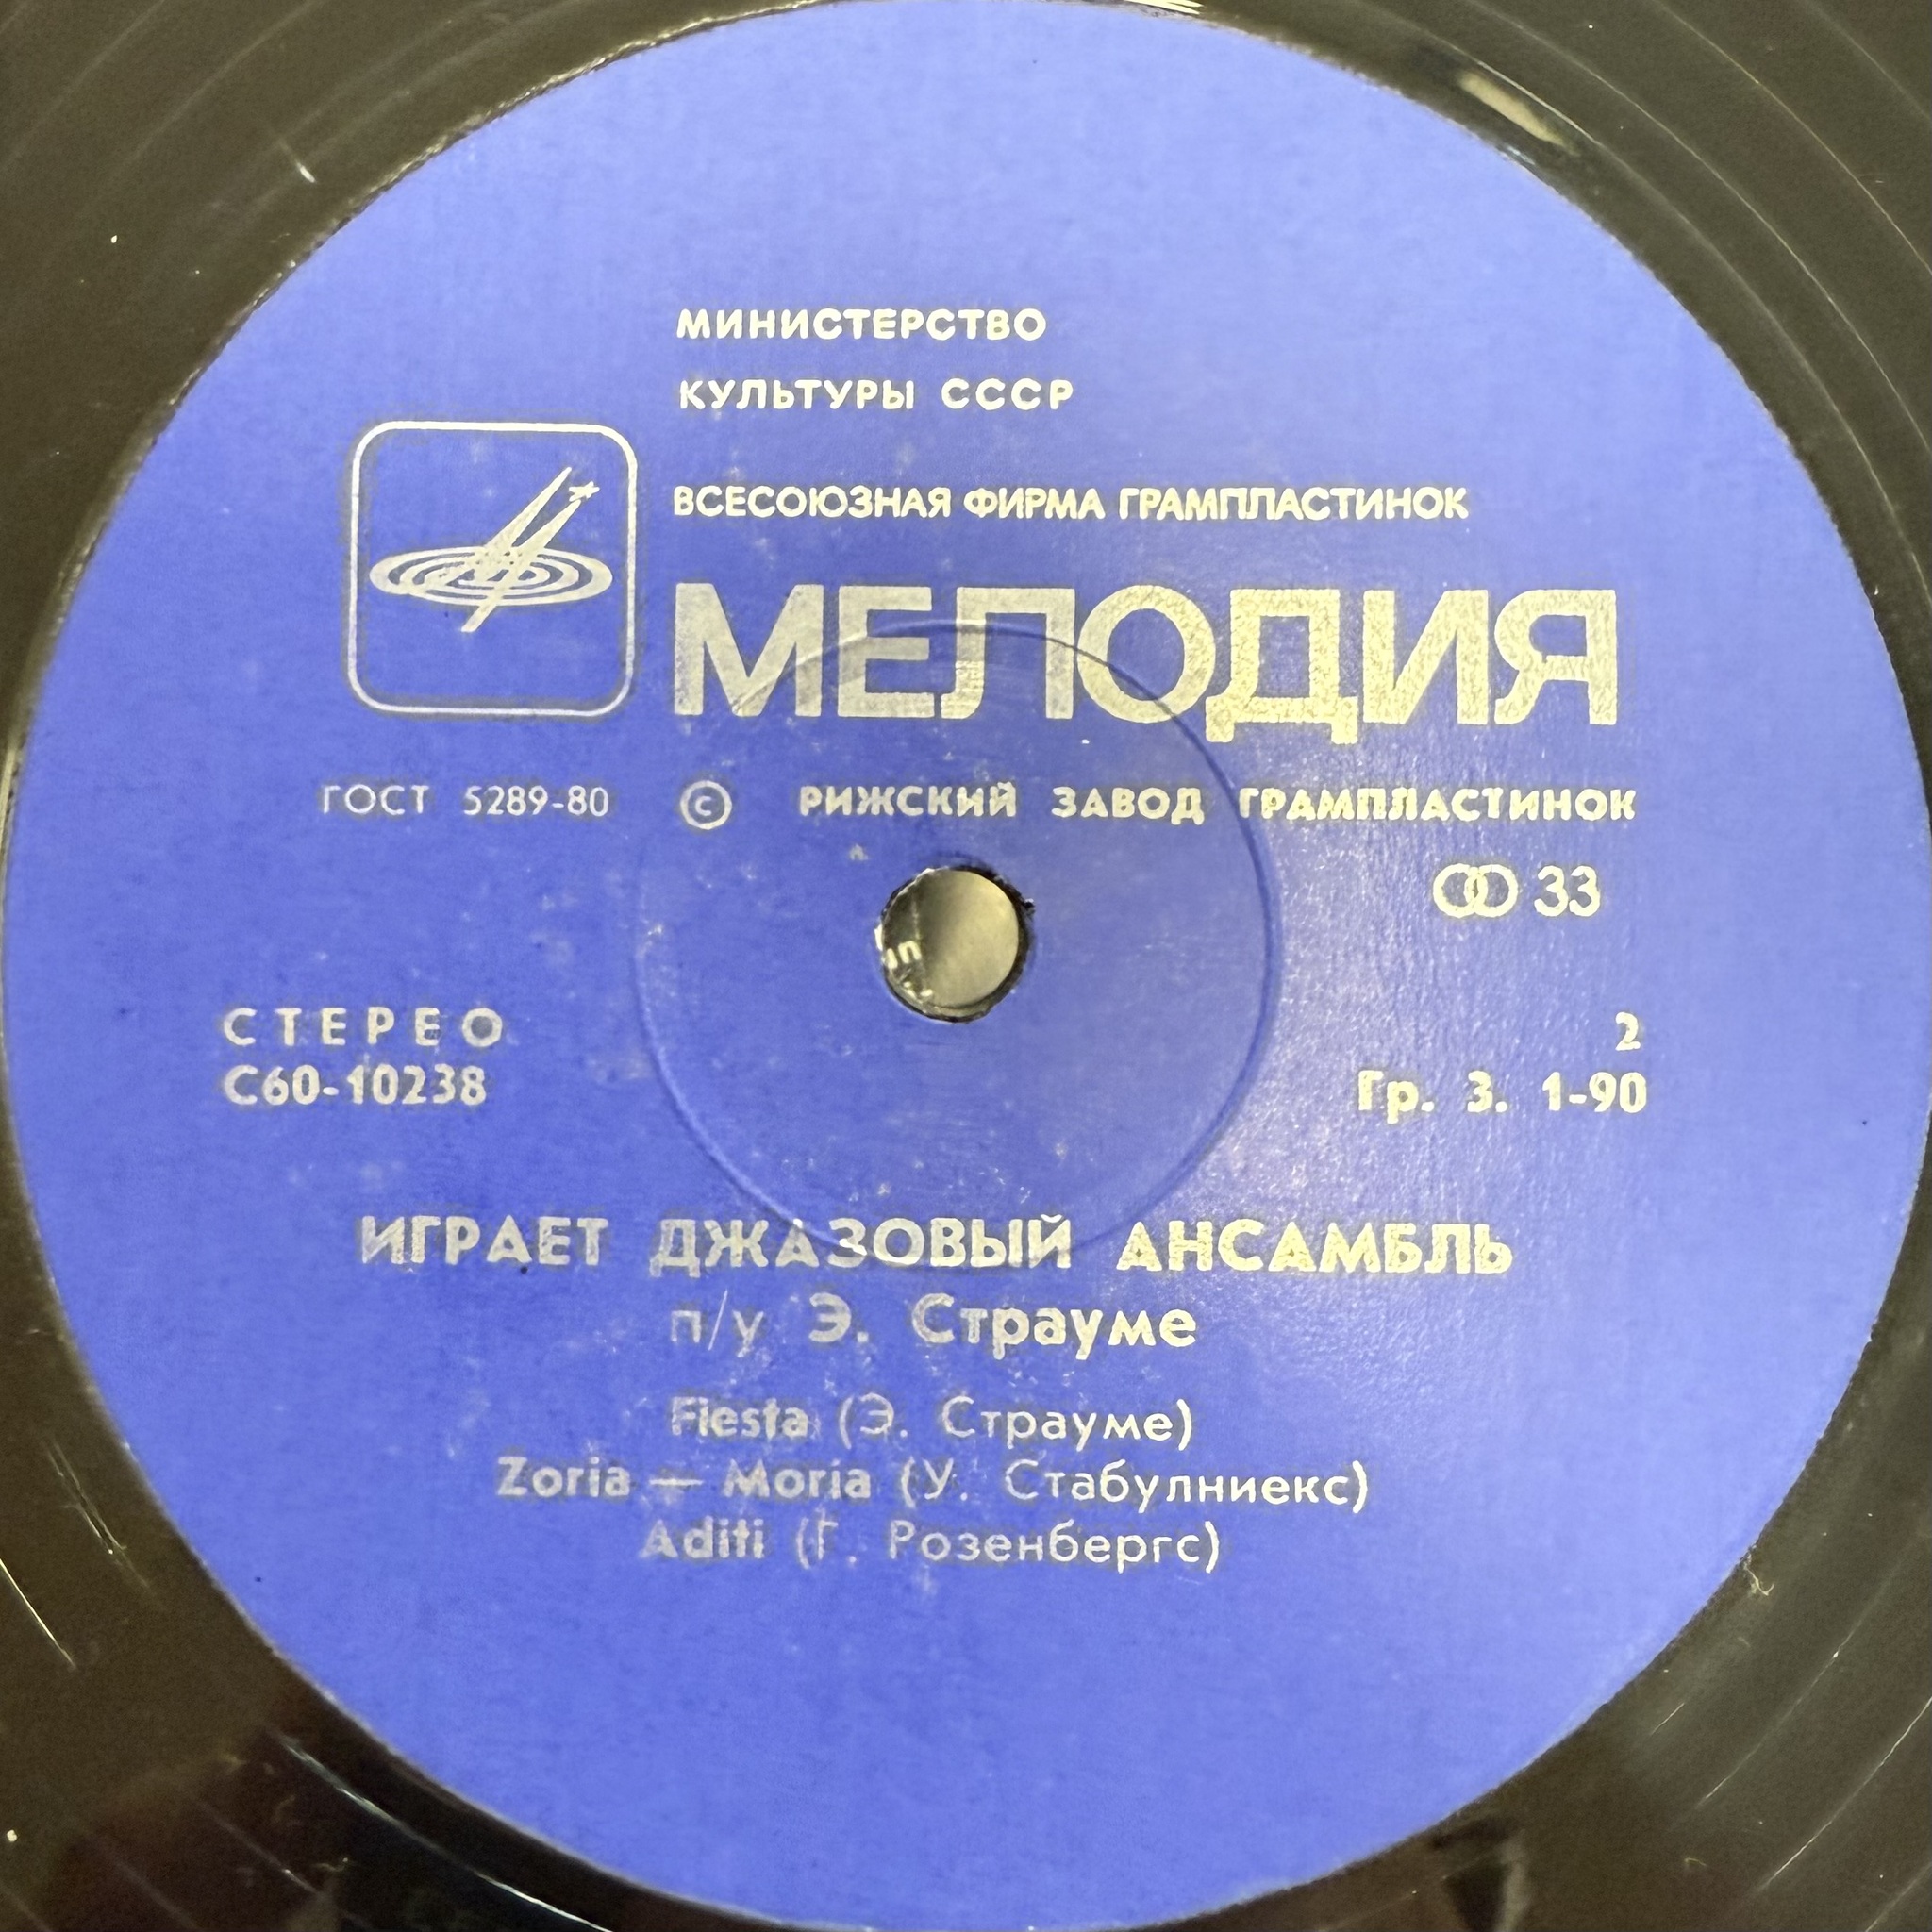 МИНИСТЕРСТВО
КУЛЬТУРЫ СССР
ВСЕСОЮЗНАЯ ФИРМА ГРАМПЛАСТИНОК
МЕЛОДИЯ
ГОСТ 5289-80 © РИЖСКИЙ ЗАВОД ГРАМПЛАСТИНОК
33
СТЕРЕО 2
С60-10238 Гр. 3. 1-90
ИГРАЕТ ДЖАЗОВЫЙ АНСАМБЛЬ
п/у Э. Страуме
Fiesta (Э. Страуме)
Zoria — Moria (У. Стабулниекс)
Aditi (Г. Розенбергс)